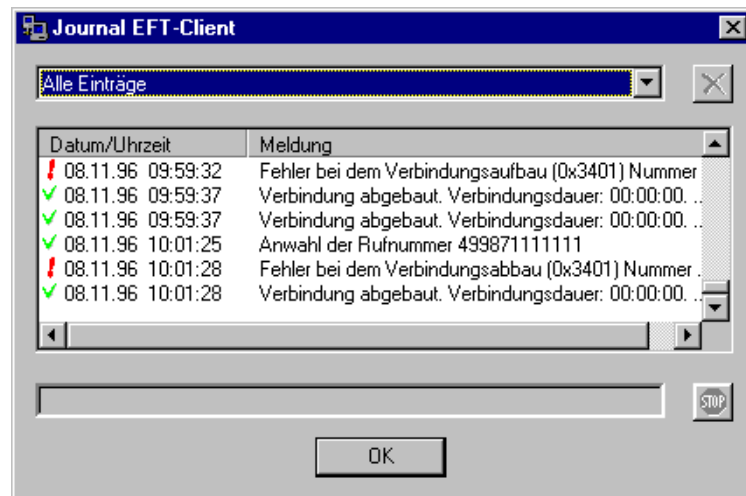 Journal EFT-Client
Alle Einträge
Datum/Uhrzeit Meldung
08.11.96 09:59:32 Fehler bei dem Verbindungsaufbau (0x3401) Nummer
08.11.96 09:59:37 Verbindung abgebaut. Verbindungsdauer: 00:00:00. ..
08.11.96 09:59:37 Verbindung abgebaut. Verbindungsdauer: 00:00:00. ..
08.11.96 10:01:25 Anwahl der Rufnummer 499871111111
08.11.96 10:01:28 Fehler bei dem Verbindungsabbau (0x3401) Nummer .
08.11.96 10:01:28 Verbindung abgebaut. Verbindungsdauer: 00:00:00. ..
STOP
OK